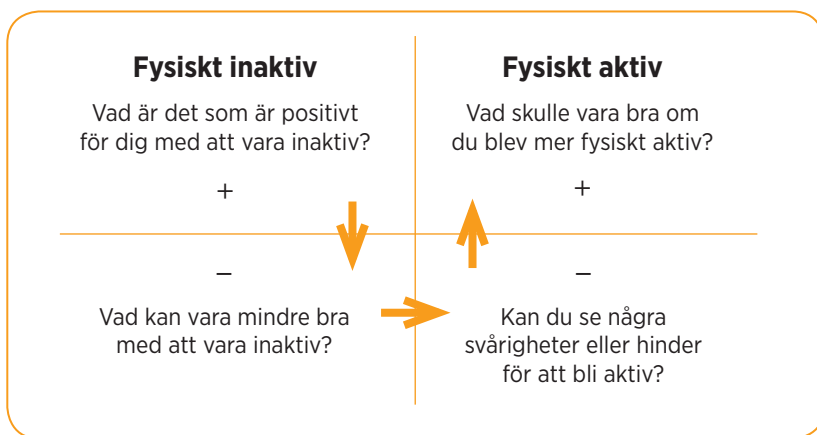 Fysiskt inaktiv
Vad är det som är positivt
för dig med att vara inaktiv?
+
Fysiskt aktiv
Vad skulle vara bra om
du blev mer fysiskt aktiv?
+
–
Vad kan vara mindre bra
med att vara inaktiv?
–
Kan du se några
svårigheter eller hinder
för att bli aktiv?